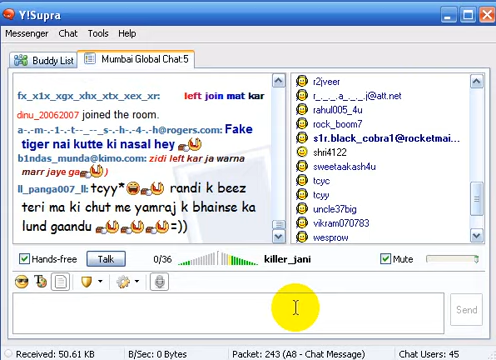 Y!Supra
Messenger Chat Tools Help
Buddy List Mumbai Global Chat:5
fx_x1x_xgx_xhx_xtx_xex_xr: left join mat kar
dinu_20062007 joined the room.
a-.-m-.-1-.-t--_--s_-.h-.-4-.-h@rogers.com: Fake
tiger nai kutte ki nasal hey
b1ndas_munda@kimo.com: zidi left kar ja warna
marr jaye ga
ll_panga007_ll: tcyy* randi k beez
teri ma ki chut me yamraj k bhainse ka
lund gaandu =))
r2jveer
r_._._a_._._j@att.net
rahul005_4u
rock_boom7
s1r.black_cobra1@rocketmai...
shri4122
sweetaakash4u
tcyc
tcyy
uncle37big
vikram070783
wesprow
Hands-free Talk 0/36 killer_jani Mute
Send
Received: 50.61 KB B/Sec: 0 Bytes Packet: 243 (A8 - Chat Message) Chat Users: 45